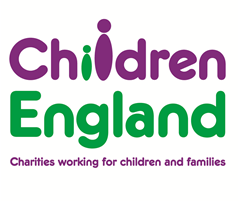 Children
England
Charities working for children and families